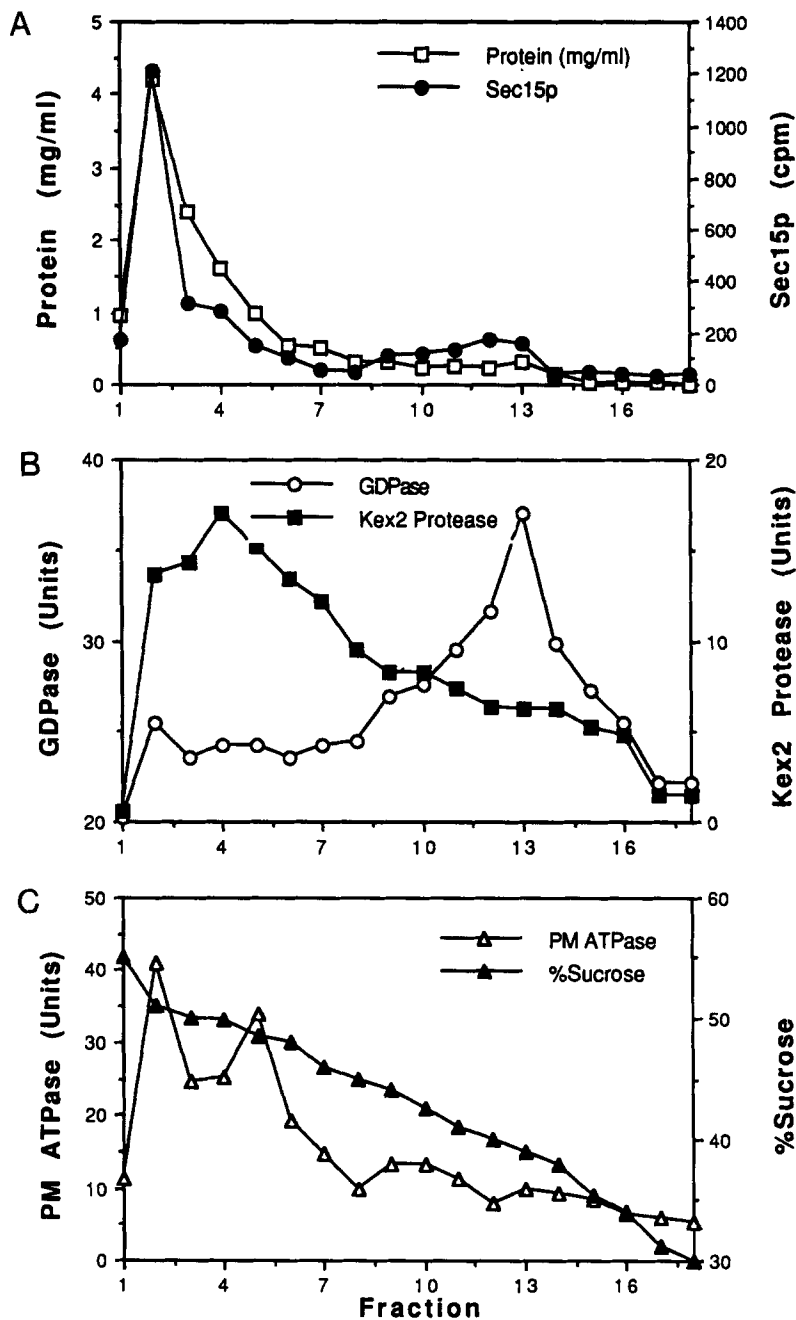 A
Protein (mg/ml)
5
4
3
2
1
0
Protein (mg/ml)
Sec15p
1400
1200
1000
800
600
400
200
0
Sec15p (cpm)
1 4 7 10 13 16
B
GDPase (Units)
40
30
20
GDPase
Kex2 Protease
20
10
0
Kex2 Protease (Units)
1 4 7 10 13 16
C
PM ATPase (Units)
50
40
30
20
10
0
PM ATPase
%Sucrose
60
50
40
30
%Sucrose
1 4 7 10 13 16
Fraction